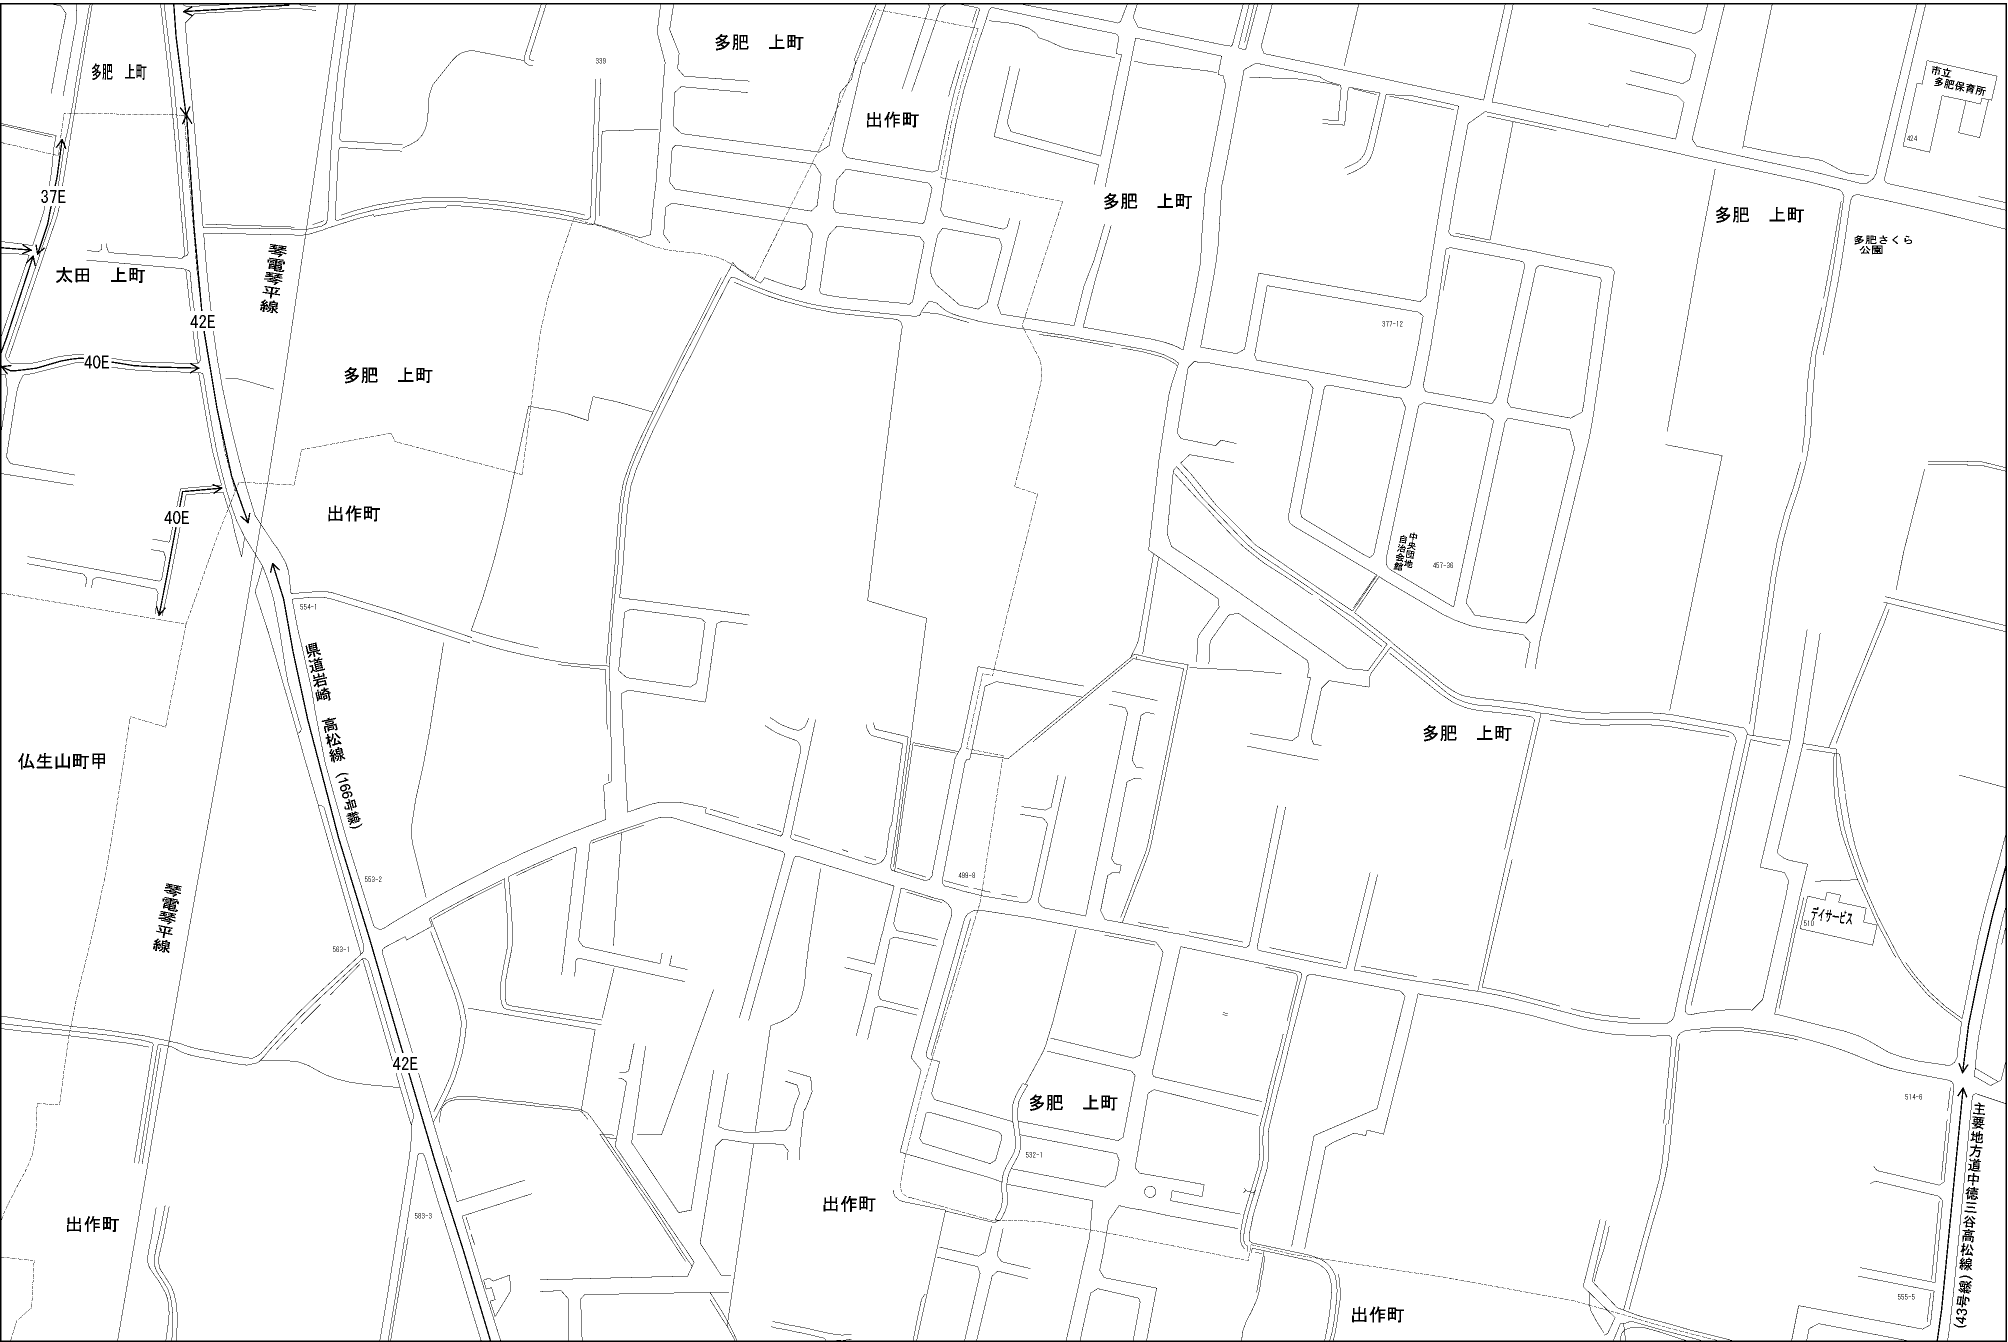 多肥　上町
339
多肥　上町
市立
多肥保育所
出作町
424
37E
多肥　上町
多肥　上町
多肥さくら
公園
琴電琴平線
太田　上町
42E
377-12
40E
多肥　上町
出作町
40E
中央団地
自治会館
457-36
554-1
県道岩崎　高松線 (166号線)
仏生山町甲
多肥　上町
553-2
499-8
琴電琴平線
デイサービス
510
563-1
42E
多肥　上町
514-6
主要地方道中徳三谷高松線 (43号線)
532-1
出作町
出作町
583-3
555-5
出作町